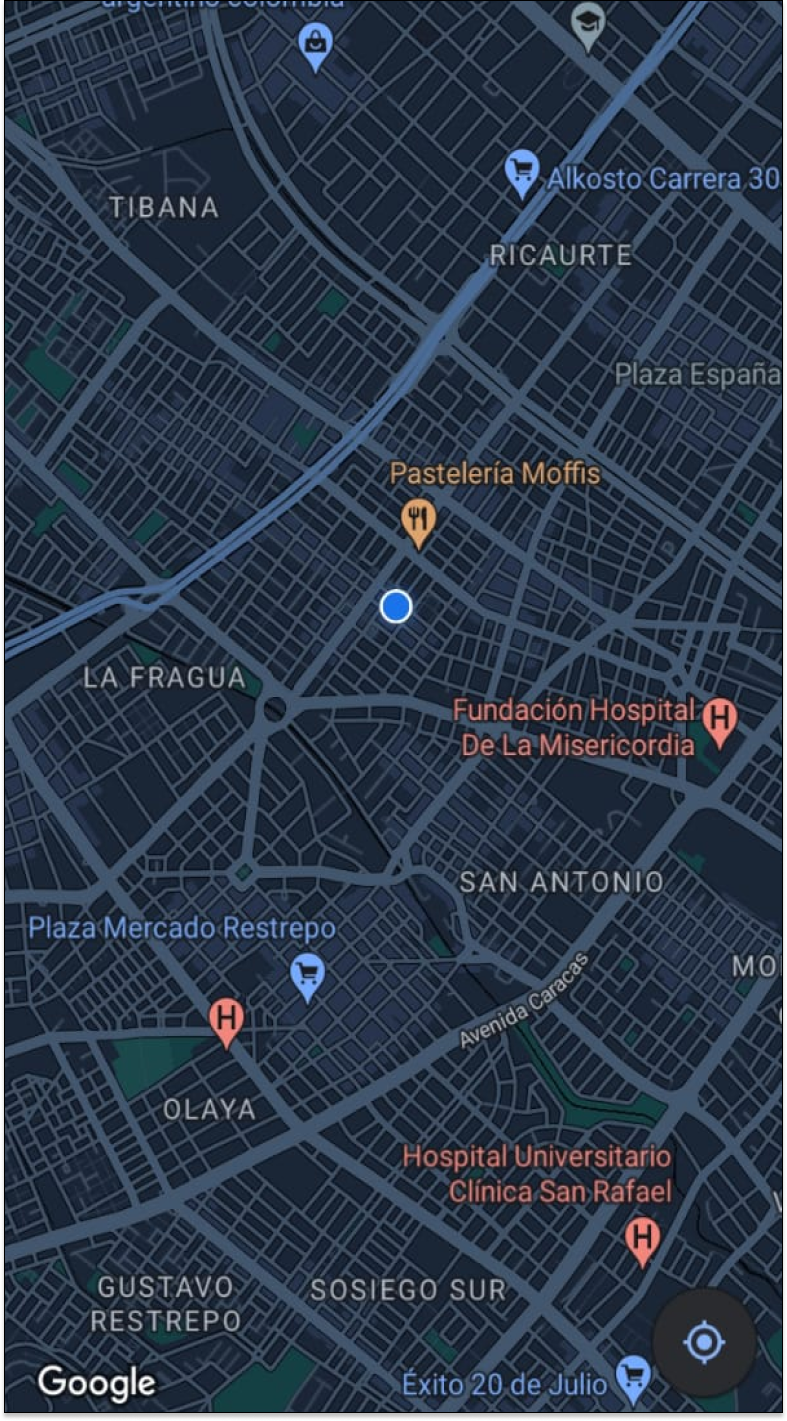 argentino colombia
Alkosto Carrera 30
TIBANA
RICAURTE
Plaza España
Pastelería Moffis
LA FRAGUA
Fundación Hospital
De La Misericordia
H
SAN ANTONIO
Plaza Mercado Restrepo
MO
Avenida Caracas
H
OLAYA
Hospital Universitario
Clínica San Rafael
H
GUSTAVO
RESTREPO
SOSIEGO SUR
Google
Éxito 20 de Julio